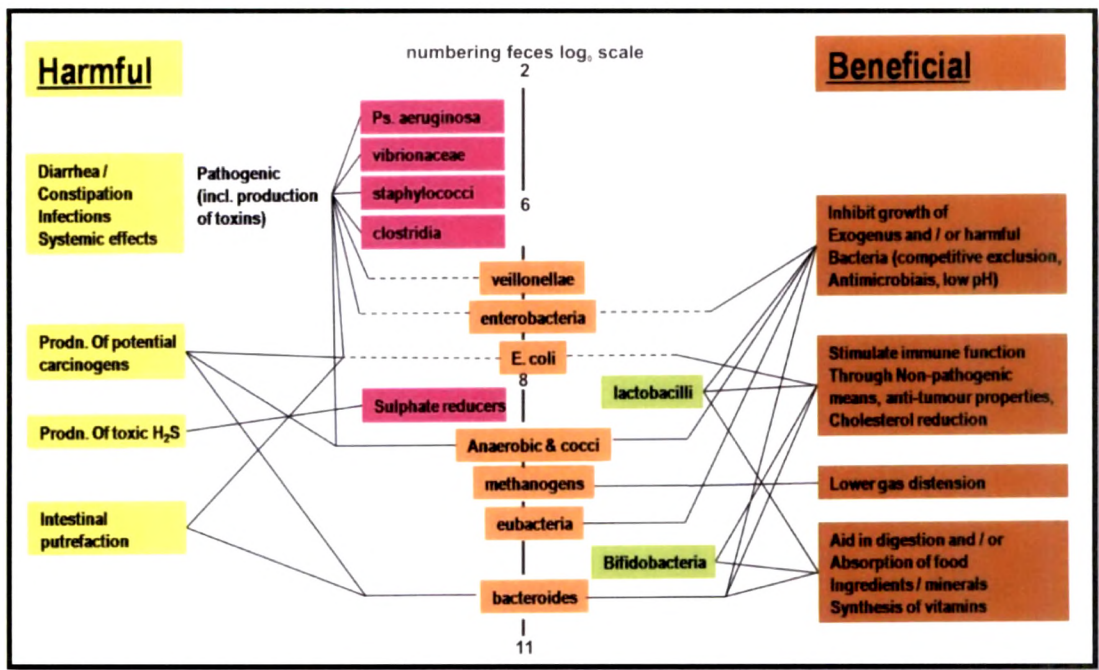 numbering feces log₀ scale
Harmful
2
Beneficial
Ps. aeruginosa
vibrionaceae
staphylococci
clostridia
Diarrhea /
Constipation
Infections
Systemic effects
Pathogenic
(incl. production
of toxins)
6
Inhibit growth of
Exogenus and / or harmful
Bacteria (competitive exclusion,
Antimicrobiais, low pH)
veillonellae
enterobacteria
E. coli
8
Prodn. Of potential
carcinogens
lactobacilli
Stimulate immune function
Through Non-pathogenic
means, anti-tumour properties,
Cholesterol reduction
Sulphate reducers
Prodn. Of toxic H₂S
Anaerobic & cocci
methanogens
Lower gas distension
eubacteria
Intestinal
putrefaction
Bifidobacteria
Aid in digestion and / or
Absorption of food
Ingredients / minerals
Synthesis of vitamins
bacteroides
11